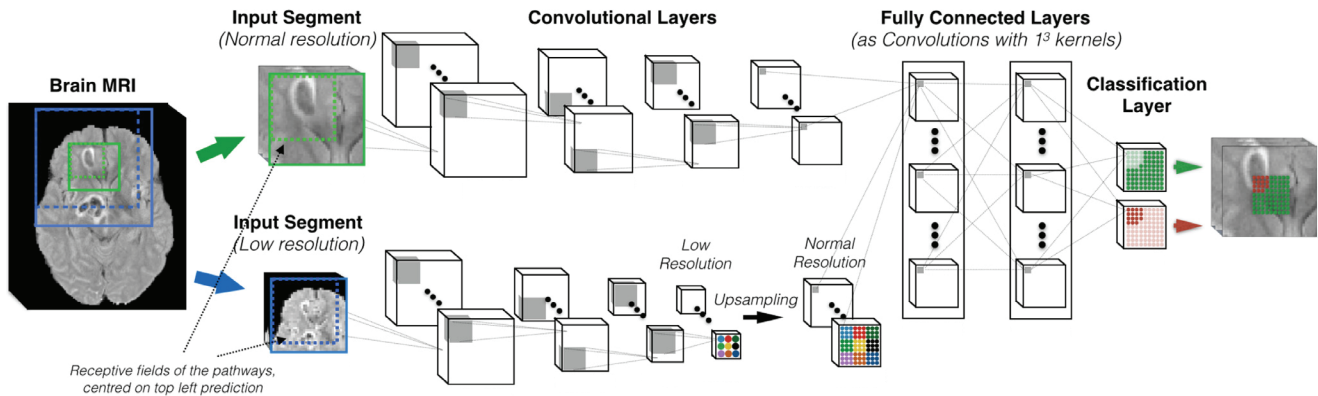 Brain MRI
Input Segment
(Normal resolution)
Convolutional Layers
Fully Connected Layers
(as Convolutions with 1³ kernels)
Classification
Layer
Input Segment
(Low resolution)
Low
Resolution
Upsampling
Normal
Resolution
Receptive fields of the pathways,
centred on top left prediction